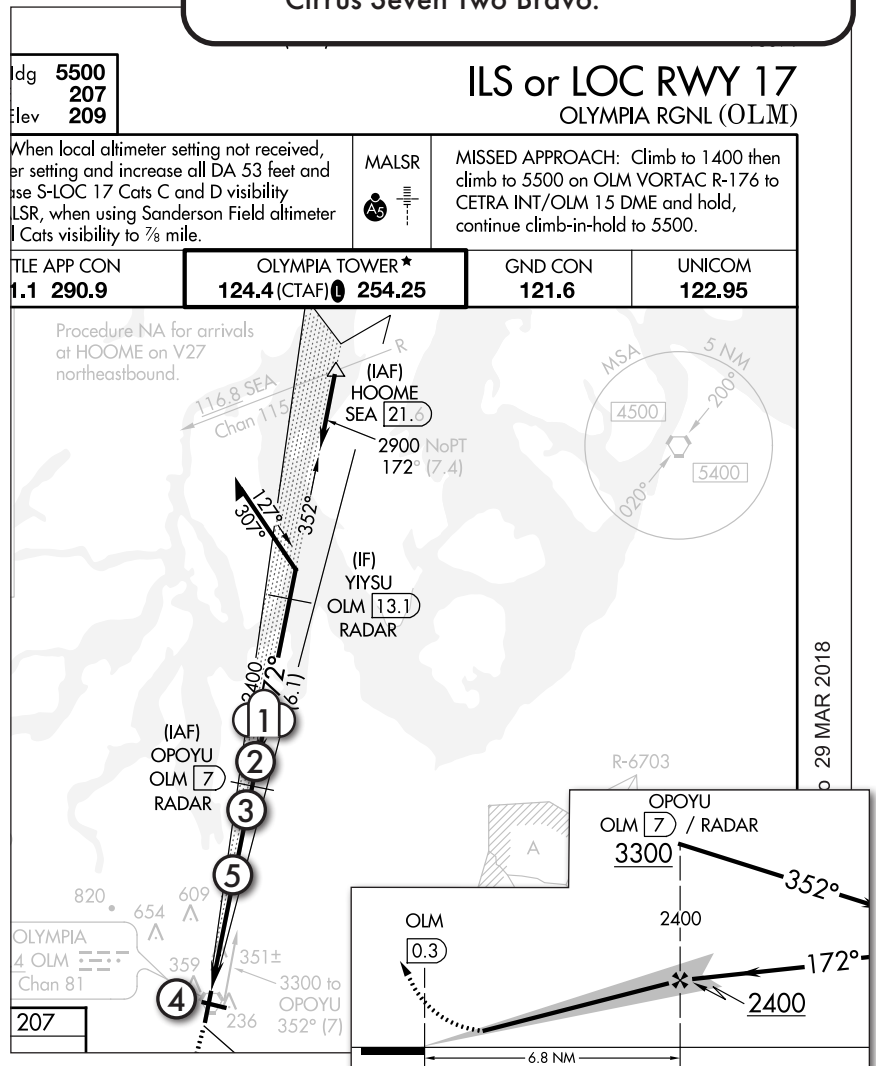 Cirrus Seven Two Bravo.
ldg 5500
207
Elev 209
ILS or LOC RWY 17
OLYMPIA RGNL (OLM)
When local altimeter setting not received,
er setting and increase all DA 53 feet and
ase S-LOC 17 Cats C and D visibility
LSR, when using Sanderson Field altimeter
l Cats visibility to ⅞ mile.
MALSR
A5
MISSED APPROACH: Climb to 1400 then
climb to 5500 on OLM VORTAC R-176 to
CETRA INT/OLM 15 DME and hold,
continue climb-in-hold to 5500.
TLE APP CON
1.1 290.9
OLYMPIA TOWER★
124.4 (CTAF) L 254.25
GND CON
121.6
UNICOM
122.95
Procedure NA for arrivals
at HOOME on V27
northeastbound.
116.8 SEA
Chan 115
R
(IAF)
HOOME
SEA 21.6
2900 NoPT
172° (7.4)
MSA
5 NM
4500
200°
5400
020°
127°
307°
352°
(IF)
YIYSU
OLM 13.1
RADAR
2400
172°
(6.1)
1
(IAF)
OPOYU
OLM 7
RADAR
2
3
5
R-6703
A
29 MAR 2018
820
654
609
OLYMPIA
4 OLM
Chan 81
359
351±
3300 to
OPOYU
352° (7)
4
236
207
OPOYU
OLM 7 / RADAR
3300
352°
OLM
0.3
2400
172°
2400
6.8 NM